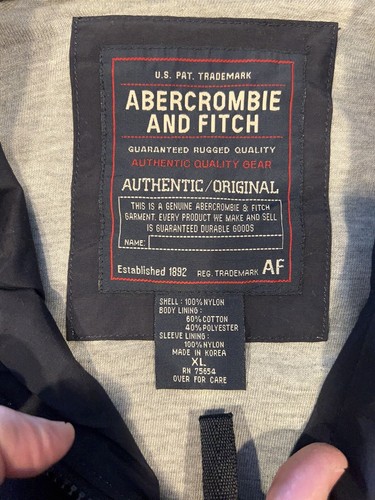 U.S. PAT. TRADEMARK
ABERCROMBIE
AND FITCH
GUARANTEED RUGGED QUALITY
AUTHENTIC QUALITY GEAR
AUTHENTIC/ORIGINAL
THIS IS A GENUINE ABERCROMBIE & FITCH
GARMENT. EVERY PRODUCT WE MAKE AND SELL
IS GUARANTEED DURABLE GOODS
NAME:
Established 1892 REG. TRADEMARK AF
SHELL: 100% NYLON
BODY LINING:
60% COTTON
40% POLYESTER
SLEEVE LINING:
100% NYLON
MADE IN KOREA
XL
RN 75654
OVER FOR CARE